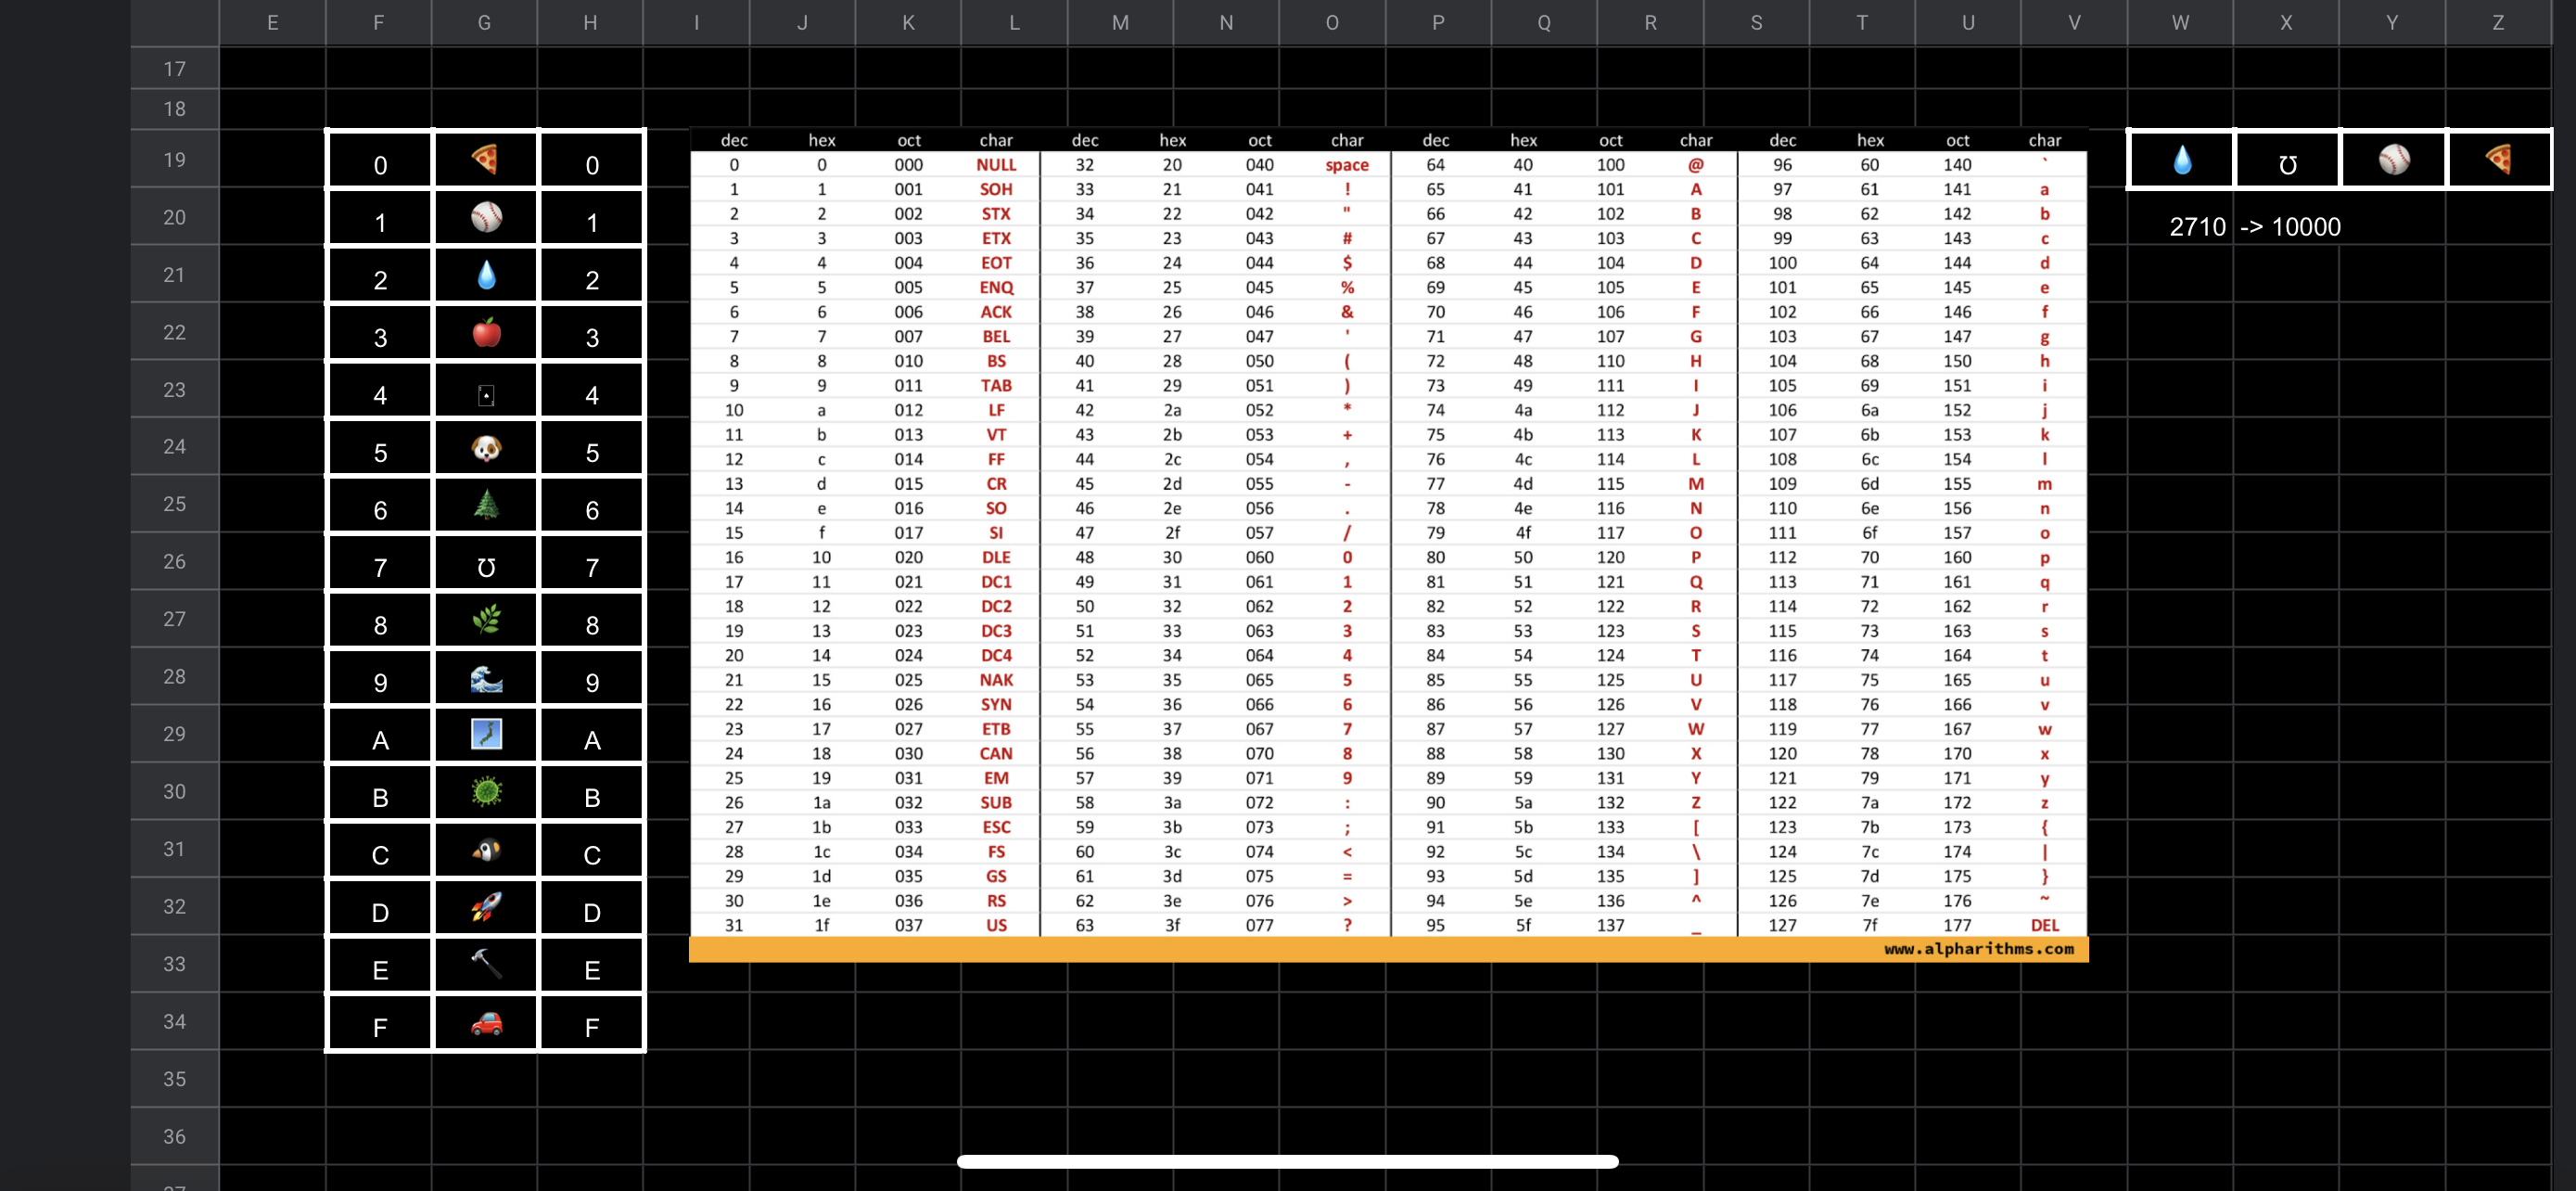 E F G H I J K L M N O P Q R S T U V W X Y Z
17
18
dec hex oct char dec hex oct char dec hex oct char dec hex oct char
19 0 🍕 0 💧 ʊ ⚾ 🍕
0 0 000 NULL 32 20 040 space 64 40 100 @ 96 60 140 `
1 1 001 SOH 33 21 041 ! 65 41 101 A 97 61 141 a
20 1 ⚾ 1 2710 -> 10000
2 2 002 STX 34 22 042 " 66 42 102 B 98 62 142 b
3 3 003 ETX 35 23 043 # 67 43 103 C 99 63 143 c
21 2 💧 2
4 4 004 EOT 36 24 044 $ 68 44 104 D 100 64 144 d
5 5 005 ENQ 37 25 045 % 69 45 105 E 101 65 145 e
22 3 🍎 3
6 6 006 ACK 38 26 046 & 70 46 106 F 102 66 146 f
7 7 007 BEL 39 27 047 ' 71 47 107 G 103 67 147 g
8 8 010 BS 40 28 050 ( 72 48 110 H 104 68 150 h
23 4 🂡 4
9 9 011 TAB 41 29 051 ) 73 49 111 I 105 69 151 i
10 a 012 LF 42 2a 052 * 74 4a 112 J 106 6a 152 j
24 5 🐶 5
11 b 013 VT 43 2b 053 + 75 4b 113 K 107 6b 153 k
12 c 014 FF 44 2c 054 , 76 4c 114 L 108 6c 154 l
13 d 015 CR 45 2d 055 - 77 4d 115 M 109 6d 155 m
25 6 🌲 6
14 e 016 SO 46 2e 056 . 78 4e 116 N 110 6e 156 n
15 f 017 SI 47 2f 057 / 79 4f 117 O 111 6f 157 o
26 7 ʊ 7
16 10 020 DLE 48 30 060 0 80 50 120 P 112 70 160 p
17 11 021 DC1 49 31 061 1 81 51 121 Q 113 71 161 q
18 12 022 DC2 50 32 062 2 82 52 122 R 114 72 162 r
27 8 🌿 8
19 13 023 DC3 51 33 063 3 83 53 123 S 115 73 163 s
20 14 024 DC4 52 34 064 4 84 54 124 T 116 74 164 t
28 9 🌊 9
21 15 025 NAK 53 35 065 5 85 55 125 U 117 75 165 u
22 16 026 SYN 54 36 066 6 86 56 126 V 118 76 166 v
29 A 🗾 A
23 17 027 ETB 55 37 067 7 87 57 127 W 119 77 167 w
24 18 030 CAN 56 38 070 8 88 58 130 X 120 78 170 x
25 19 031 EM 57 39 071 9 89 59 131 Y 121 79 171 y
30 B 🦠 B
26 1a 032 SUB 58 3a 072 : 90 5a 132 Z 122 7a 172 z
27 1b 033 ESC 59 3b 073 ; 91 5b 133 [ 123 7b 173 {
31 C 🐧 C
28 1c 034 FS 60 3c 074 < 92 5c 134 \ 124 7c 174 |
29 1d 035 GS 61 3d 075 = 93 5d 135 ] 125 7d 175 }
32 D 🚀 D
30 1e 036 RS 62 3e 076 > 94 5e 136 ^ 126 7e 176 ~
31 1f 037 US 63 3f 077 ? 95 5f 137 _ 127 7f 177 DEL
www.alpharithms.com
33 E 🔨 E
34 F 🚗 F
35
36
37